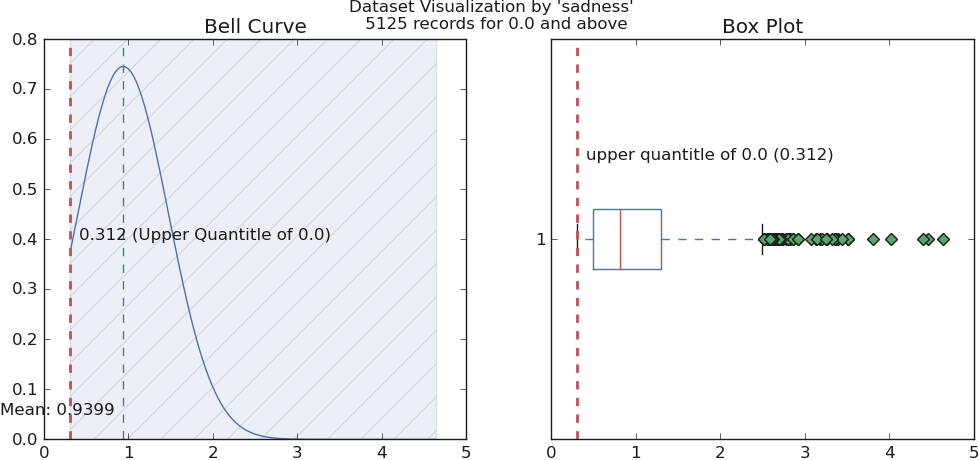 Dataset Visualization by 'sadness'
5125 records for 0.0 and above
Bell Curve
0.8
0.7
0.6
0.5
0.4
0.3
0.2
0.1
0.0
0.312 (Upper Quantitle of 0.0)
Mean: 0.9399
0 1 2 3 4 5
Box Plot
upper quantitle of 0.0 (0.312)
1
0 1 2 3 4 5